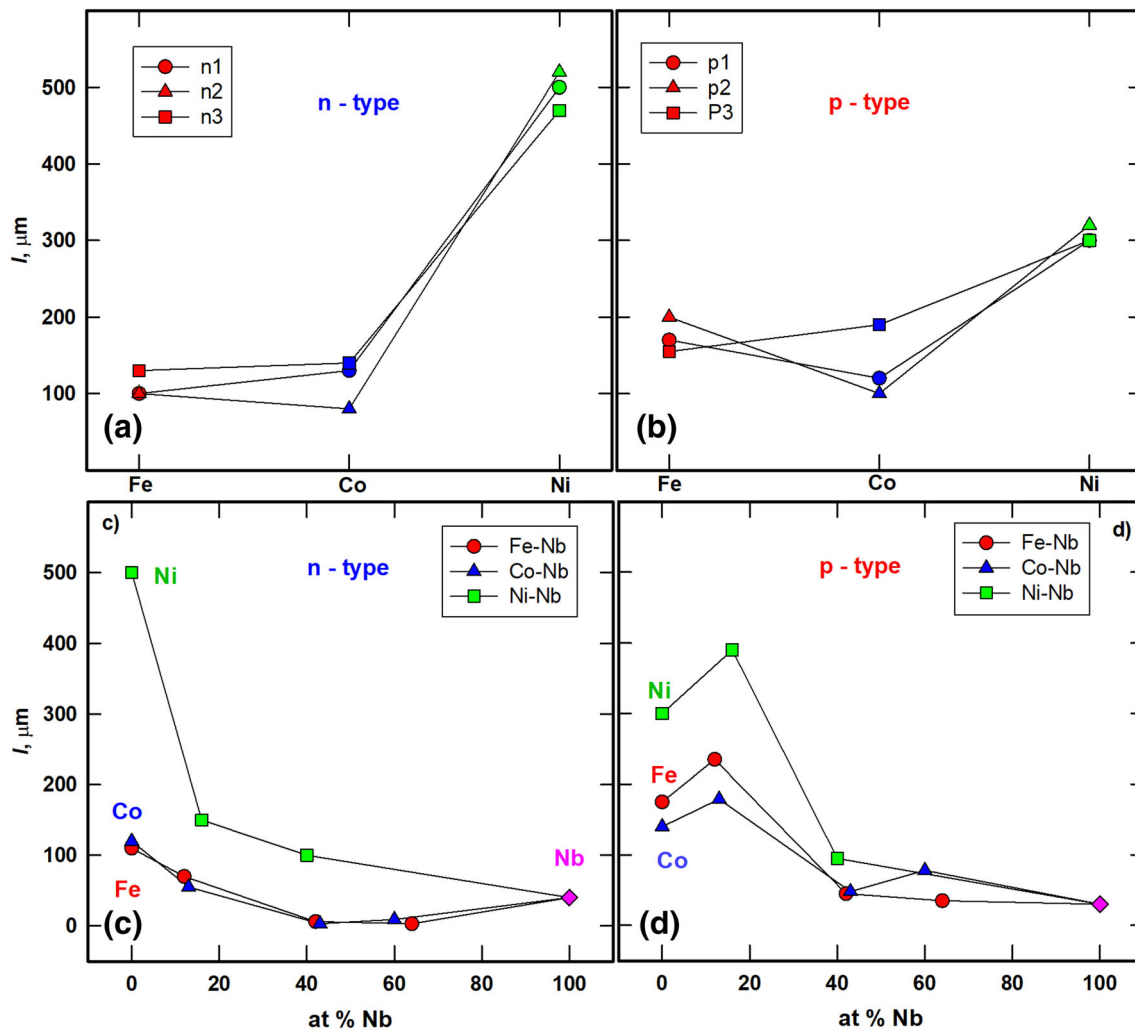 n1
n2
n3
n - type
500
400
300
200
100
l, µm
(a)
Fe
Co
Ni
p1
p2
P3
p - type
(b)
Fe
Co
Ni
c)
Fe-Nb
Co-Nb
Ni-Nb
n - type
Ni
500
400
300
200
100
0
l, µm
Co
Fe
Nb
(c)
0
20
40
60
80
100
at % Nb
d)
Fe-Nb
Co-Nb
Ni-Nb
p - type
Ni
Fe
Co
(d)
0
20
40
60
80
100
at % Nb